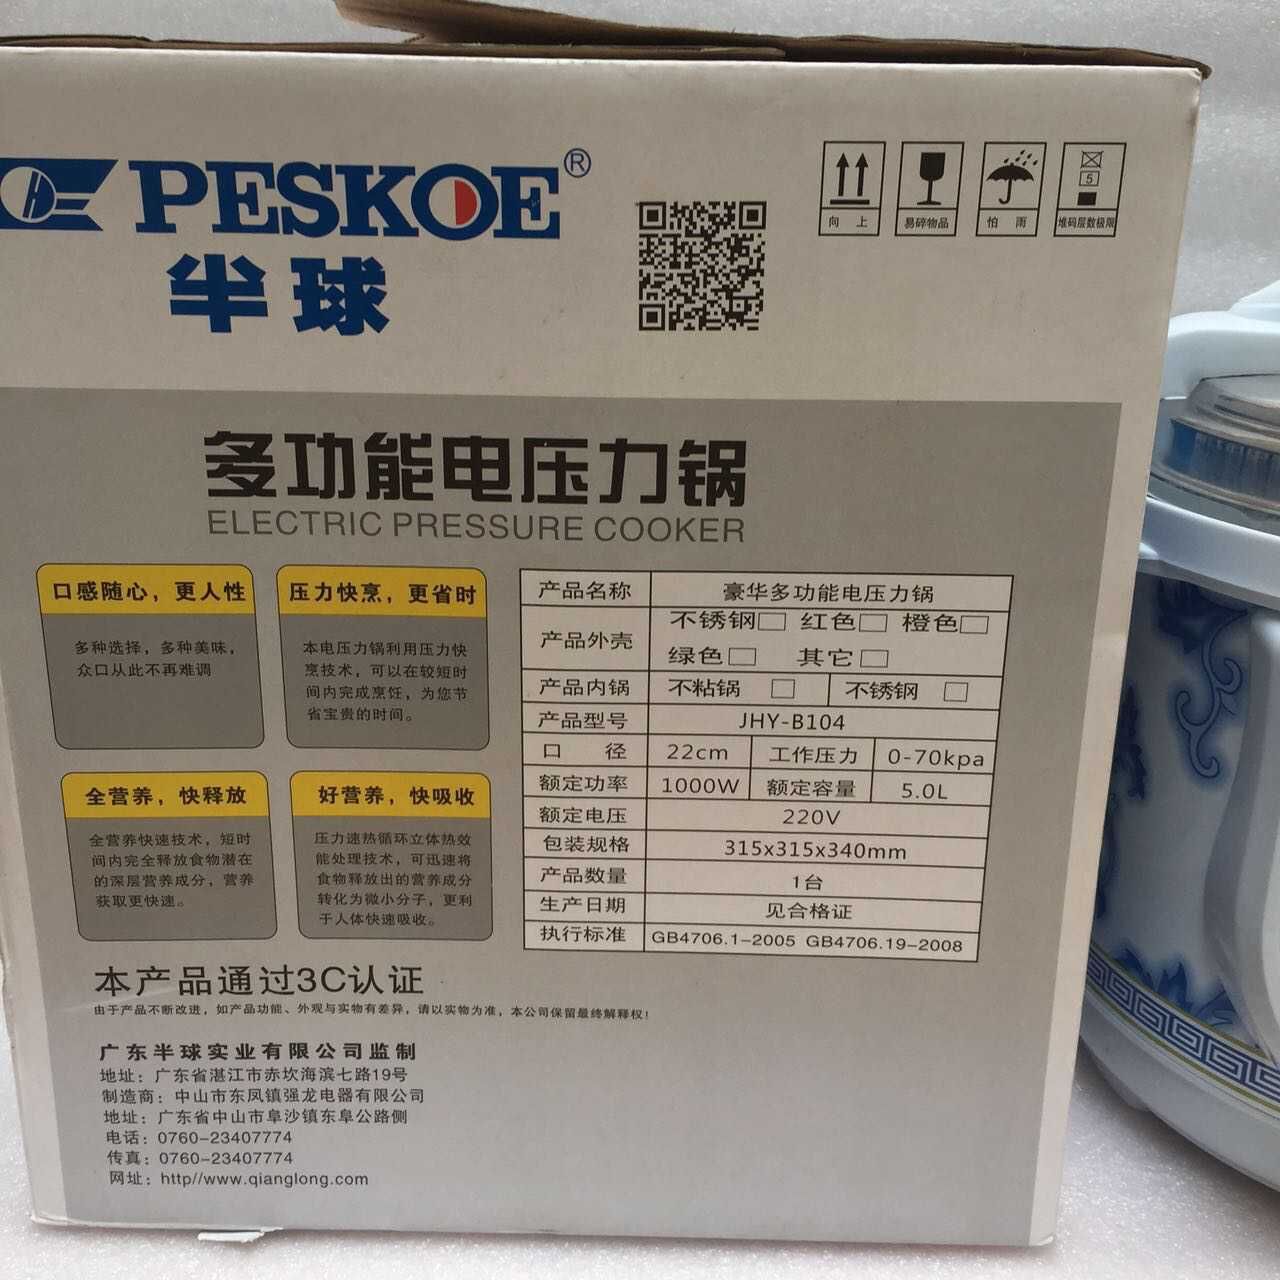 PESKOE®
半球
向上
易碎物品
怕雨
5
堆码层数极限
多功能电压力锅
ELECTRIC PRESSURE COOKER
口感随心，更人性
多种选择，多种美味，
众口从此不再难调
压力快烹，更省时
本电压力锅利用压力快
烹技术，可以在较短时
间内完成烹饪，为您节
省宝贵的时间。
全营养，快释放
全营养快速技术，短时
间内完全释放食物潜在
的深层营养成分，营养
获取更快速。
好营养，快吸收
压力速热循环立体热效
能处理技术，可迅速将
食物释放出的营养成分
转化为微小分子，更利
于人体快速吸收。
产品名称 豪华多功能电压力锅
产品外壳 不锈钢□ 红色□ 橙色□
绿色□ 其它□
产品内锅 不粘锅 □ 不锈钢 □
产品型号 JHY-B104
口径 22cm 工作压力 0-70kpa
额定功率 1000W 额定容量 5.0L
额定电压 220V
包装规格 315x315x340mm
产品数量 1台
生产日期 见合格证
执行标准 GB4706.1-2005 GB4706.19-2008
本产品通过3C认证
由于产品不断改进，如产品功能、外观与实物有差异，请以实物为准，本公司保留最终解释权！
广东半球实业有限公司监制
地址：广东省湛江市赤坎海滨七路19号
制造商：中山市东凤镇强龙电器有限公司
地址：广东省中山市阜沙镇东阜公路侧
电话：0760-23407774
传真：0760-23407774
网址：http//www.qianglong.com